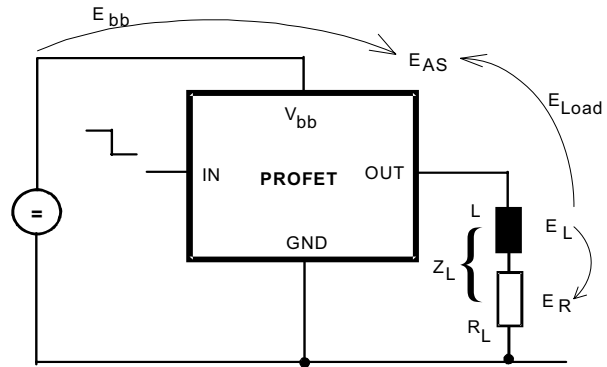 E bb
E AS
E Load
V bb
IN
PROFET
OUT
GND
L
E L
Z L
E R
R L
=